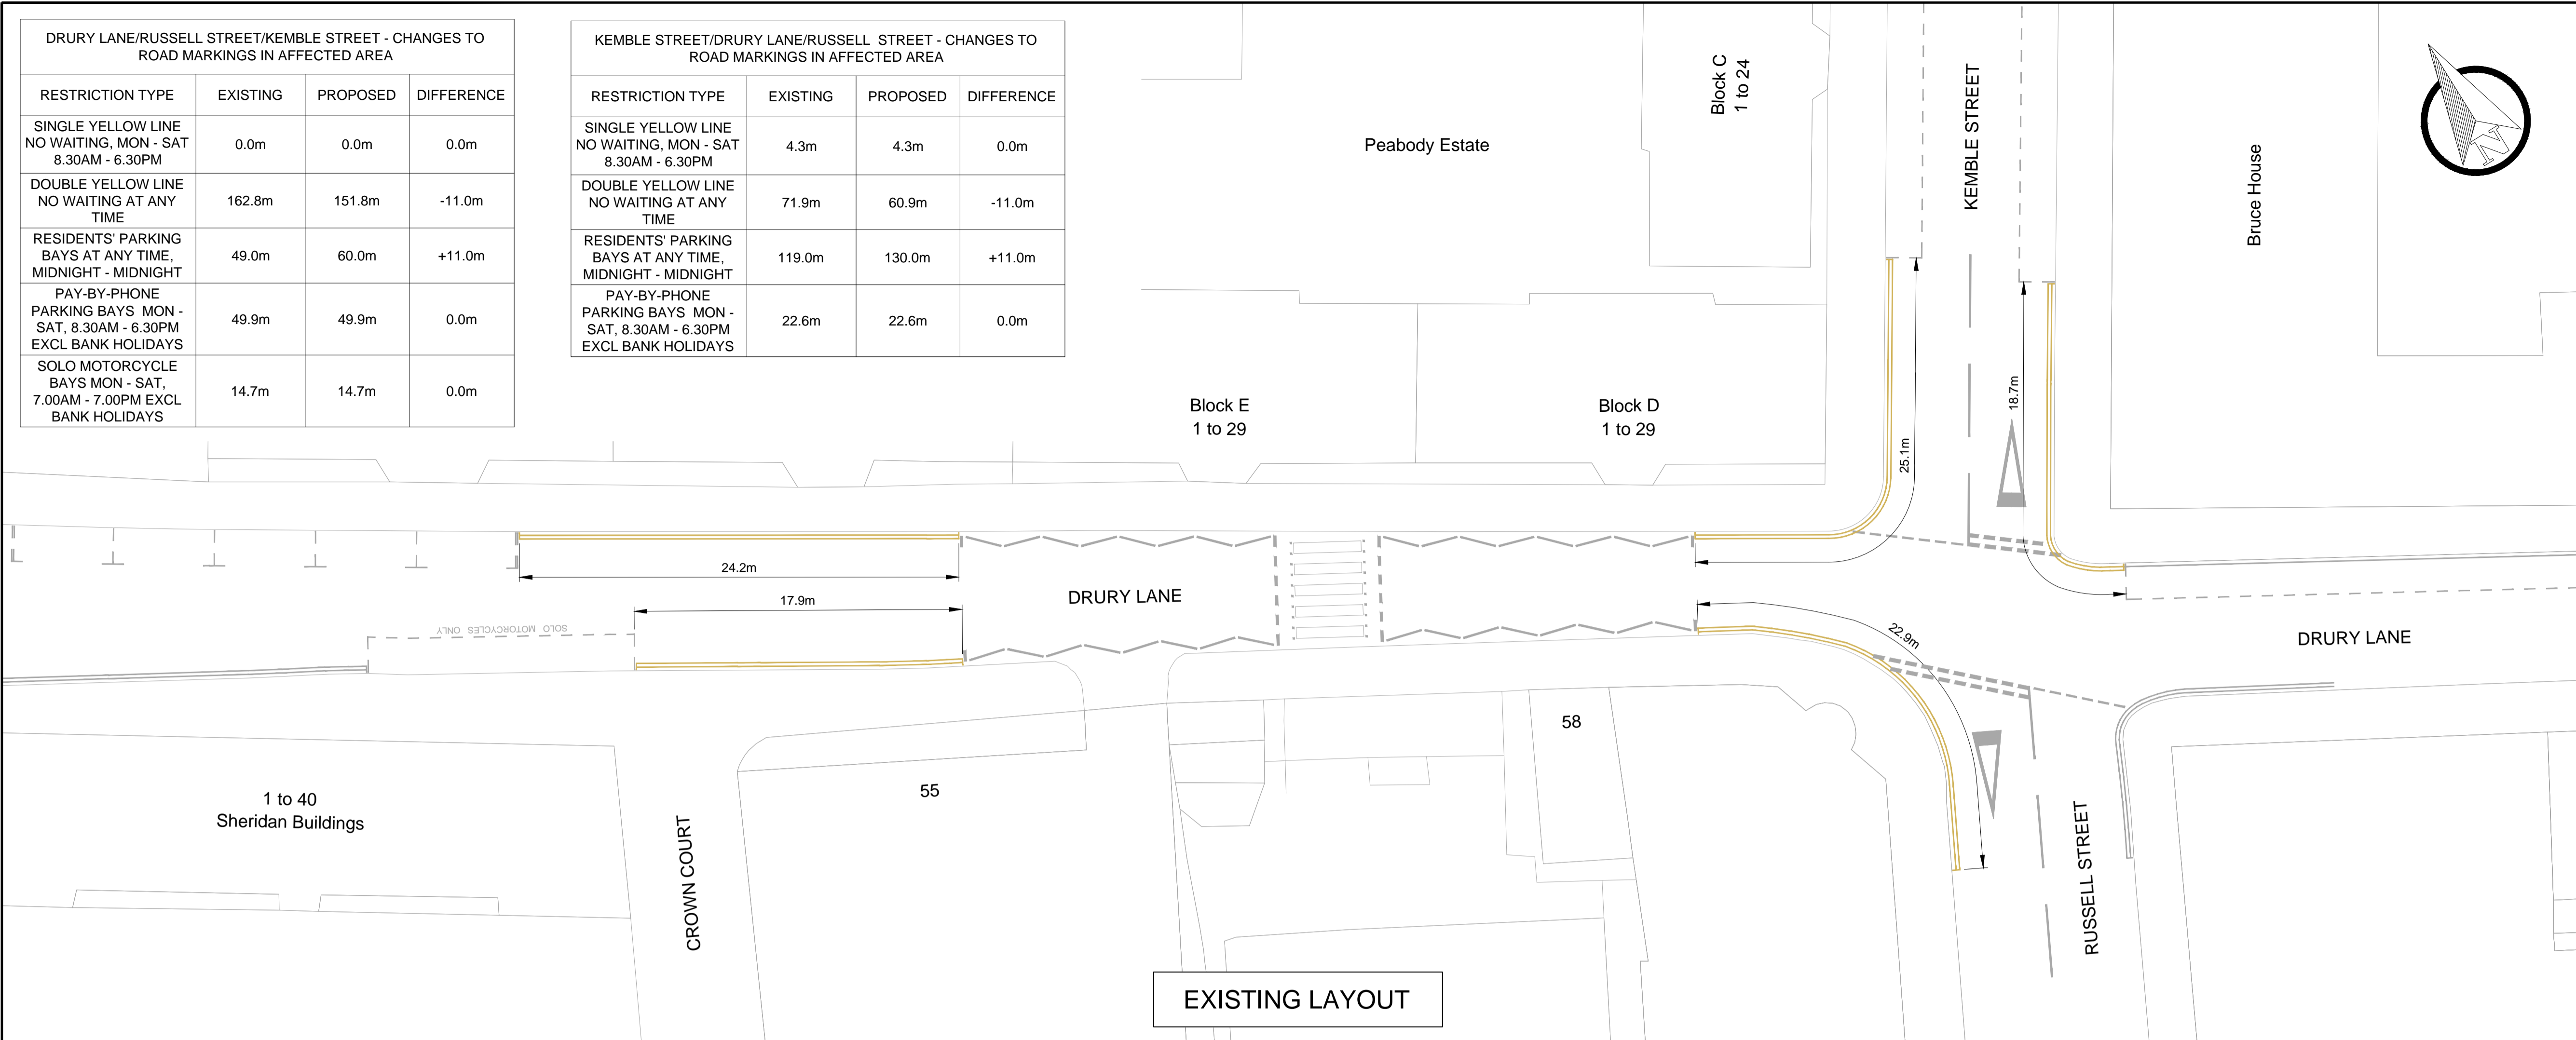 DRURY LANE/RUSSELL STREET/KEMBLE STREET - CHANGES TO
ROAD MARKINGS IN AFFECTED AREA
RESTRICTION TYPE EXISTING PROPOSED DIFFERENCE
SINGLE YELLOW LINE
NO WAITING, MON - SAT
8.30AM - 6.30PM
0.0m 0.0m 0.0m
DOUBLE YELLOW LINE
NO WAITING AT ANY
TIME
162.8m 151.8m -11.0m
RESIDENTS' PARKING
BAYS AT ANY TIME,
MIDNIGHT - MIDNIGHT
49.0m 60.0m +11.0m
PAY-BY-PHONE
PARKING BAYS MON -
SAT, 8.30AM - 6.30PM
EXCL BANK HOLIDAYS
49.9m 49.9m 0.0m
SOLO MOTORCYCLE
BAYS MON - SAT,
7.00AM - 7.00PM EXCL
BANK HOLIDAYS
14.7m 14.7m 0.0m
KEMBLE STREET/DRURY LANE/RUSSELL STREET - CHANGES TO
ROAD MARKINGS IN AFFECTED AREA
RESTRICTION TYPE EXISTING PROPOSED DIFFERENCE
SINGLE YELLOW LINE
NO WAITING, MON - SAT
8.30AM - 6.30PM
4.3m 4.3m 0.0m
DOUBLE YELLOW LINE
NO WAITING AT ANY
TIME
71.9m 60.9m -11.0m
RESIDENTS' PARKING
BAYS AT ANY TIME,
MIDNIGHT - MIDNIGHT
119.0m 130.0m +11.0m
PAY-BY-PHONE
PARKING BAYS MON -
SAT, 8.30AM - 6.30PM
EXCL BANK HOLIDAYS
22.6m 22.6m 0.0m
Peabody Estate
Block C
1 to 24
KEMBLE STREET
Bruce House
N
Block E
1 to 29
Block D
1 to 29
25.1m
18.7m
24.2m
17.9m
DRURY LANE
SOLO MOTORCYCLES ONLY
22.9m
DRURY LANE
58
55
1 to 40
Sheridan Buildings
CROWN COURT
RUSSELL STREET
EXISTING LAYOUT